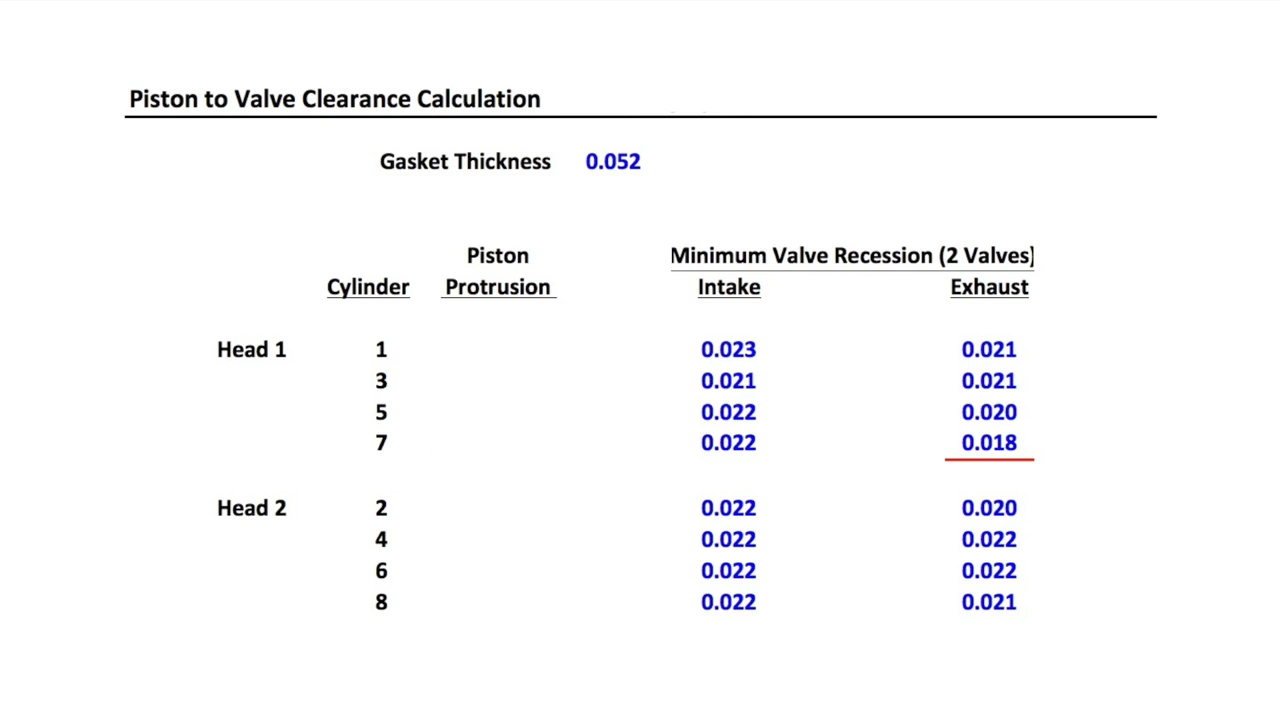 Piston to Valve Clearance Calculation
Gasket Thickness 0.052
Piston Minimum Valve Recession (2 Valves)
Cylinder Protrusion Intake Exhaust
Head 1 1 0.023 0.021
3 0.021 0.021
5 0.022 0.020
7 0.022 0.018
Head 2 2 0.022 0.020
4 0.022 0.022
6 0.022 0.022
8 0.022 0.021